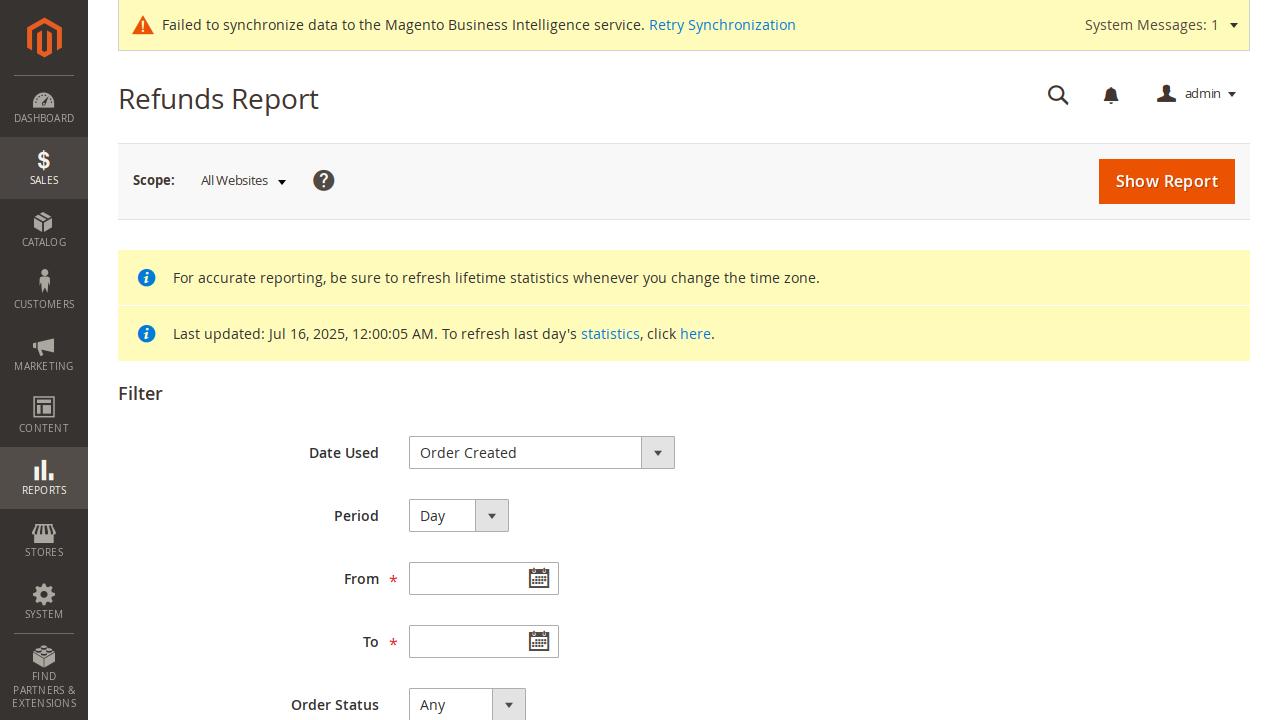 Failed to synchronize data to the Magento Business Intelligence service. Retry Synchronization
System Messages: 1
Refunds Report
admin
Scope: All Websites
Show Report
For accurate reporting, be sure to refresh lifetime statistics whenever you change the time zone.
Last updated: Jul 16, 2025, 12:00:05 AM. To refresh last day's statistics, click here.
Filter
Date Used
Order Created
Period
Day
From *
To *
Order Status
Any
DASHBOARD
$
SALES
CATALOG
CUSTOMERS
MARKETING
CONTENT
REPORTS
STORES
SYSTEM
FIND
PARTNERS &
EXTENSIONS